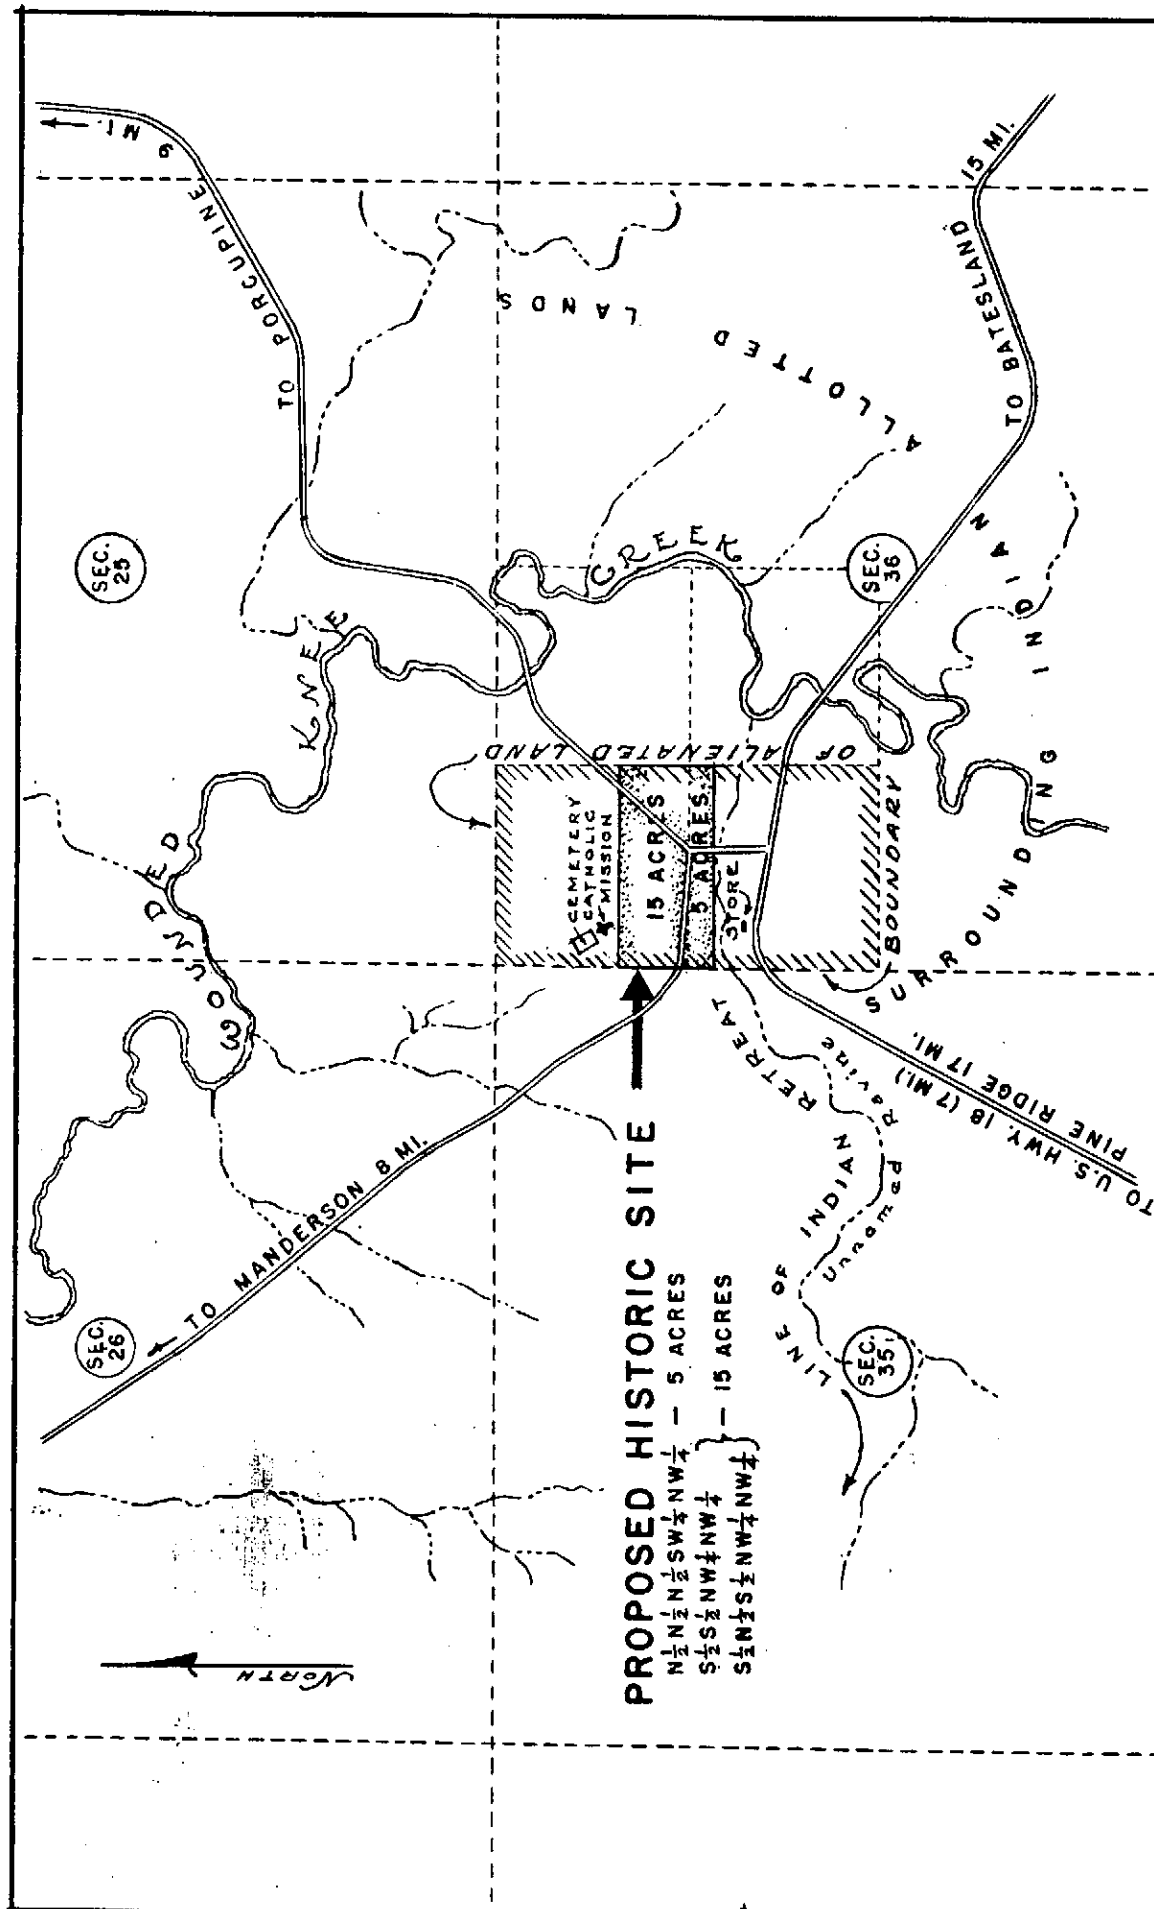 SEC.
25
SEC.
26
SEC.
36
SEC.
35
TO PORCUPINE 9 MI.
TO MANDERSON 8 MI.
TO BATESLAND 15 MI.
TO U.S. HWY. 18 (7 MI.)
PINE RIDGE 17 MI.
WOUNDED KNEE CREEK
SURROUNDING INDIAN ALLOTTED LANDS
BOUNDARY OF ALIENATED LAND
CEMETERY
CATHOLIC
MISSION
15 ACRES
5 ACRES
STORE
LINE OF INDIAN RETREAT
Unnamed Ravine
PROPOSED HISTORIC SITE
N½N½N½SW¼NW¼ — 5 ACRES
S½S½NW¼NW¼
} — 15 ACRES
S½N½S½NW¼NW¼
NORTH